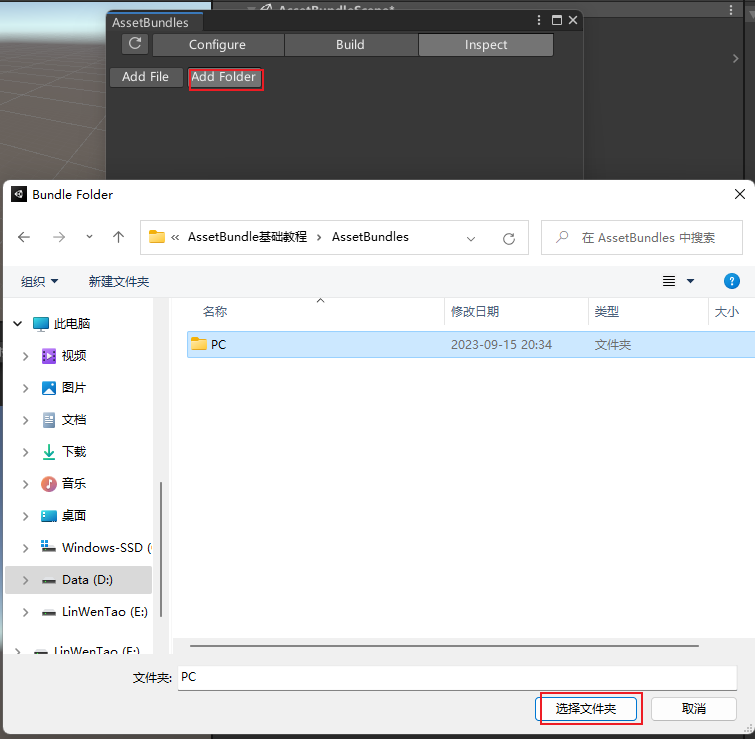 AssetBundleScene*
AssetBundles
Configure Build Inspect
Add File Add Folder
Bundle Folder
« AssetBundle基础教程 › AssetBundles
在 AssetBundles 中搜索
组织 新建文件夹
名称 修改日期 类型 大小
此电脑
PC 2023-09-15 20:34 文件夹
视频
图片
文档
下载
音乐
桌面
Windows-SSD (
Data (D:)
LinWenTao (E:)
LinWenTao (F:)
文件夹: PC
选择文件夹 取消